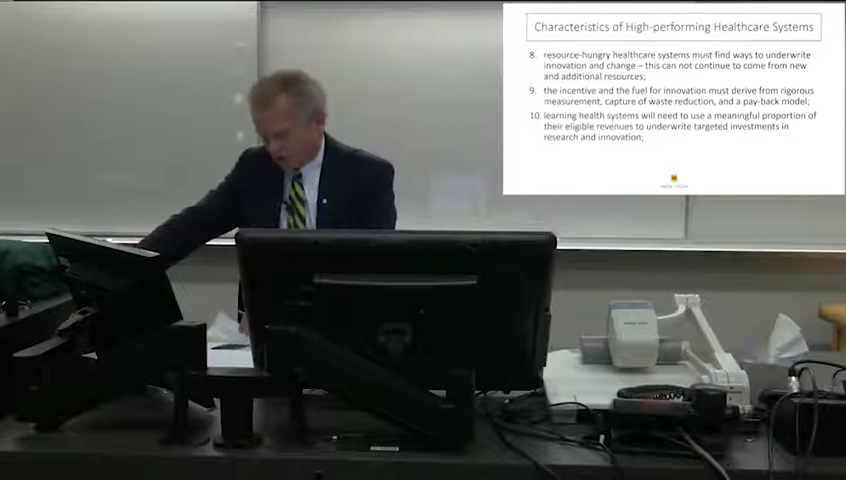 Characteristics of High-performing Healthcare Systems
8. resource-hungry healthcare systems must find ways to underwrite
innovation and change – this can not continue to come from new
and additional resources;
9. the incentive and the fuel for innovation must derive from rigorous
measurement, capture of waste reduction, and a pay-back model;
10. learning health systems will need to use a meaningful proportion of
their eligible revenues to underwrite targeted investments in
research and innovation;